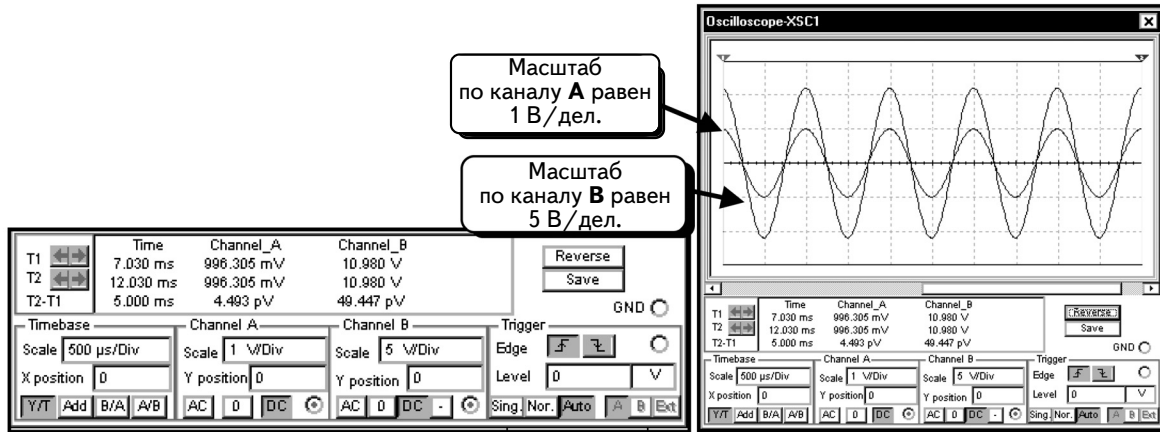 Масштаб
по каналу A равен
1 В/дел.
Масштаб
по каналу B равен
5 В/дел.
Time Channel_A Channel_B
T1 7.030 ms 996.305 mV 10.980 V
T2 12.030 ms 996.305 mV 10.980 V
T2-T1 5.000 ms 4.493 pV 49.447 pV
Reverse
Save
GND
Timebase Channel A Channel B Trigger
Scale 500 µs/Div Scale 1 V/Div Scale 5 V/Div Edge
X position 0 Y position 0 Y position 0 Level 0 V
Y/T Add B/A A/B AC 0 DC AC 0 DC - Sing. Nor. Auto A B Ext
Oscilloscope-XSC1
Time Channel_A Channel_B
T1 7.030 ms 996.305 mV 10.980 V
T2 12.030 ms 996.305 mV 10.980 V
T2-T1 5.000 ms 4.493 pV 49.447 pV
Reverse
Save
GND
Timebase Channel A Channel B Trigger
Scale 500 µs/Div Scale 1 V/Div Scale 5 V/Div Edge
X position 0 Y position 0 Y position 0 Level 0 V
Y/T Add B/A A/B AC 0 DC AC 0 DC - Sing. Nor. Auto A B Ext